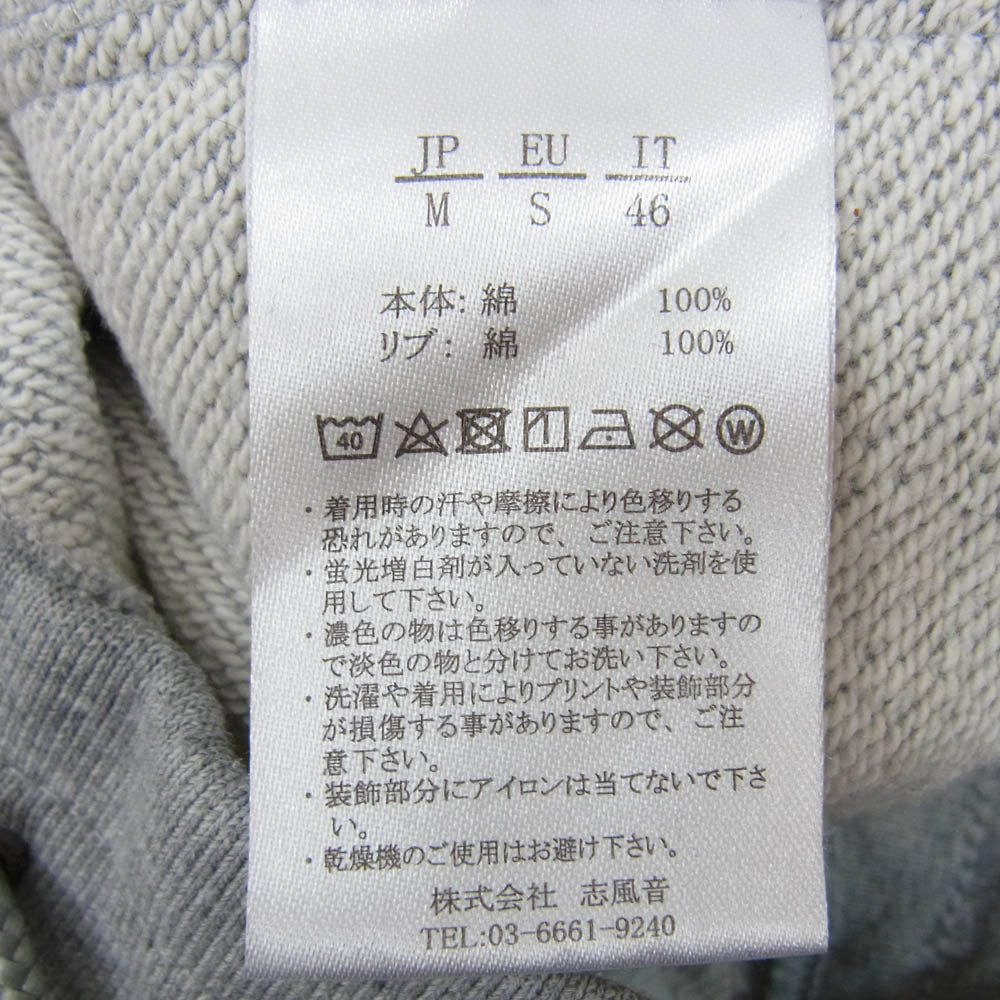 JP EU IT
M S 46
本体: 綿 100%
リブ: 綿 100%
40 W
・着用時の汗や摩擦により色移りする
恐れがありますので、ご注意下さい。
・蛍光増白剤が入っていない洗剤を使
用して下さい。
・濃色の物は色移りする事がありますの
で淡色の物と分けてお洗い下さい。
・洗濯や着用によりプリントや装飾部分
が損傷する事がありますので、ご注
意下さい。
・装飾部分にアイロンは当てないで下さ
い。
・乾燥機のご使用はお避け下さい。
株式会社 志風音
TEL:03-6661-9240